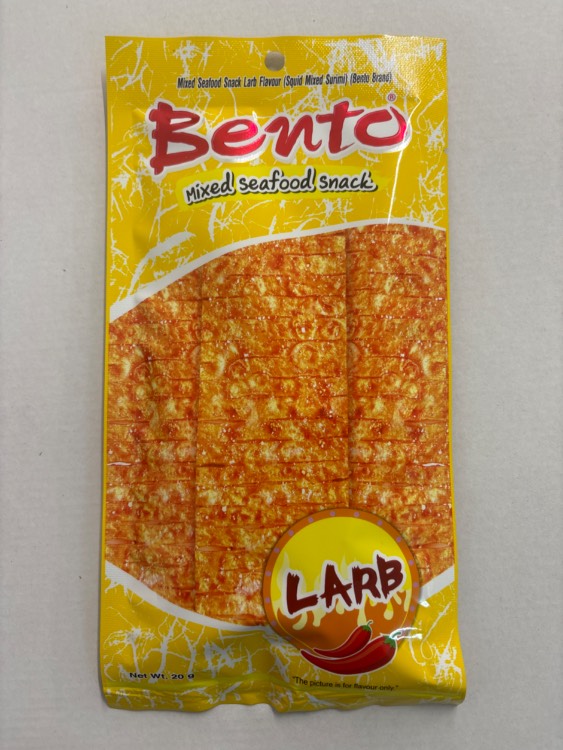 Mixed Seafood Snack Larb Flavour (Squid Mixed Surimi) (Bento Brand)
Bento®
Mixed seafood snack
LARB
Net Wt. 20 g
"The picture is for flavour only."